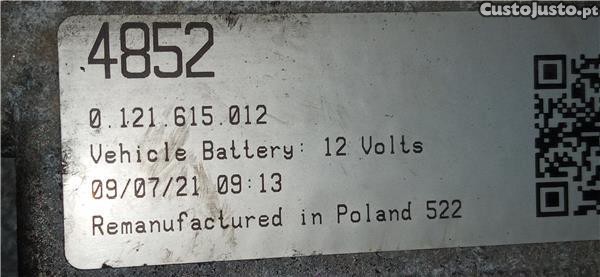 CustoJusto.pt
4852
0.121.615.012
Vehicle Battery: 12 Volts
09/07/21 09:13
Remanufactured in Poland 522